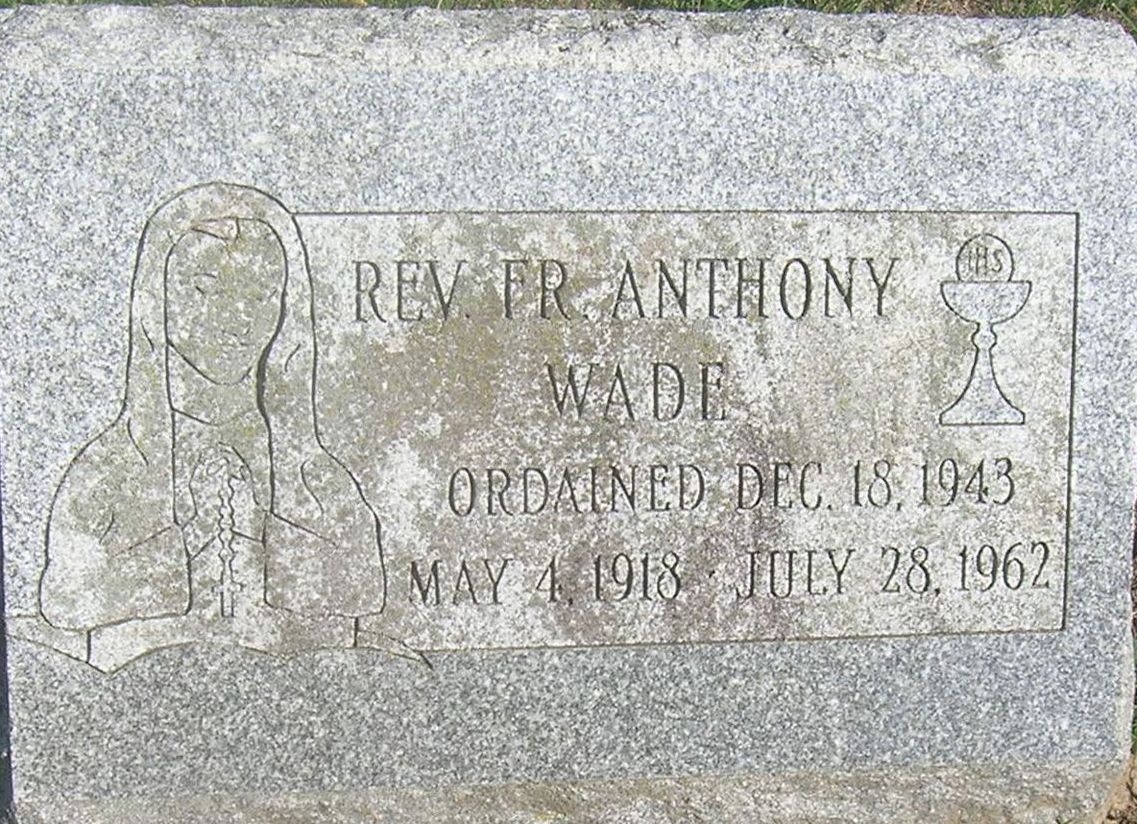 REV. FR. ANTHONY
WADE
ORDAINED DEC. 18, 1943
MAY 4, 1918 · JULY 28, 1962
IHS